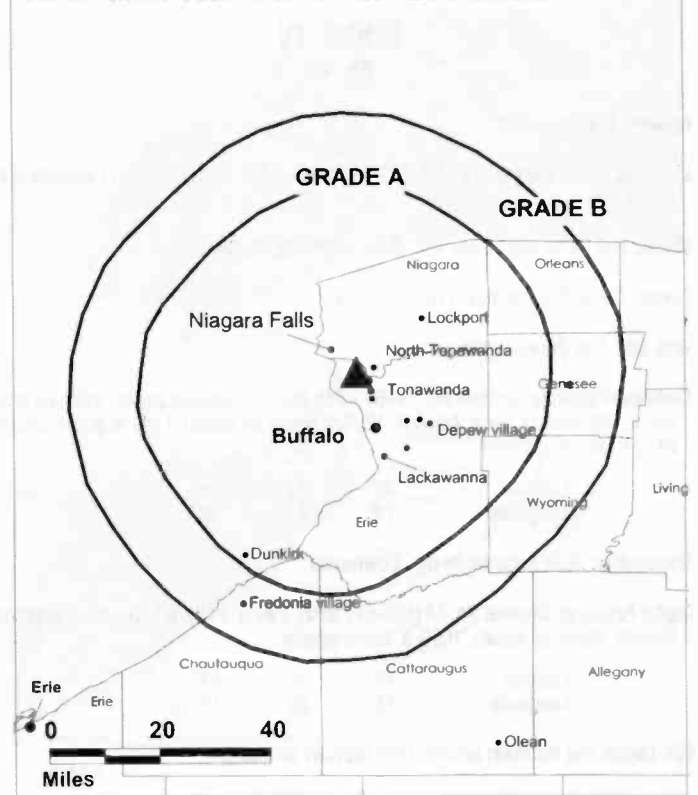 GRADE A
GRADE B
Niagara
Orleans
Niagara Falls
Lockport
North Tonawanda
Tonawanda
Genesee
Buffalo
Depew village
Lackawanna
Living
Wyoming
Erie
Dunkirk
Fredonia village
Chautauqua
Cattaraugus
Allegany
Erie
Erie
0 20 40
Olean
Miles